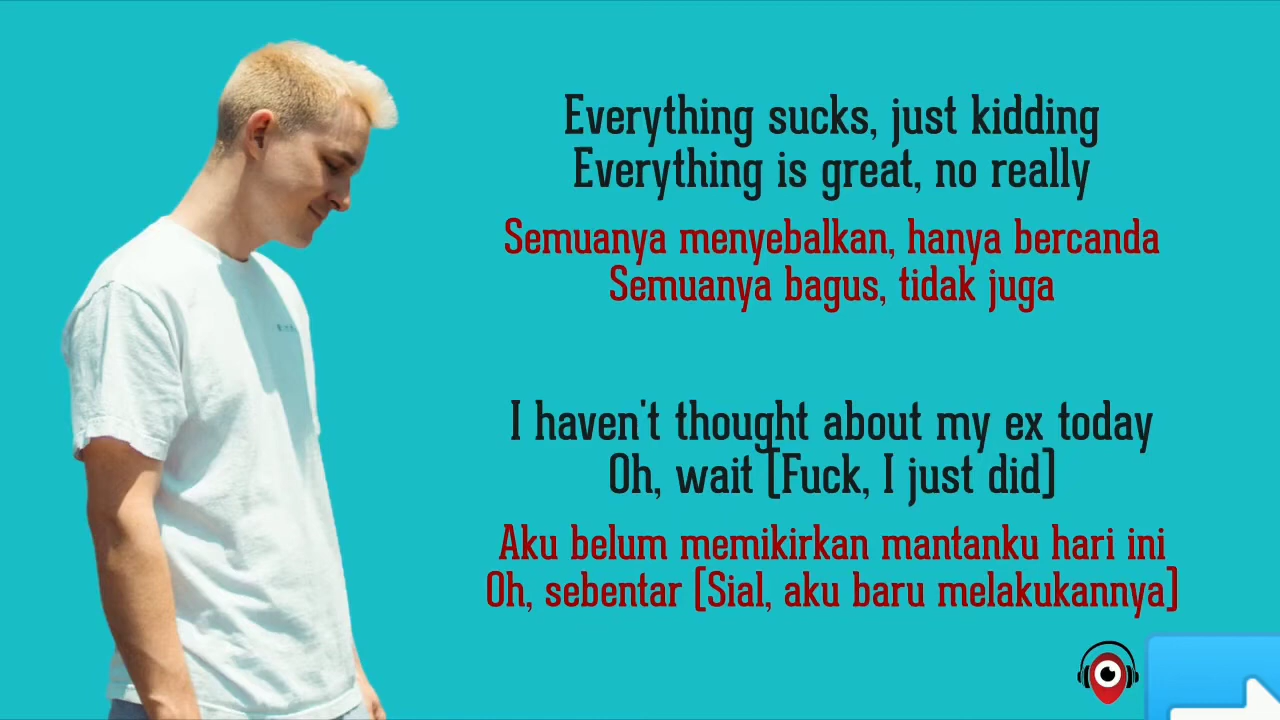 Everything sucks, just kidding
Everything is great, no really
Semuanya menyebalkan, hanya bercanda
Semuanya bagus, tidak juga
I haven't thought about my ex today
Oh, wait [Fuck, I just did]
Aku belum memikirkan mantanku hari ini
Oh, sebentar [Sial, aku baru melakukannya]